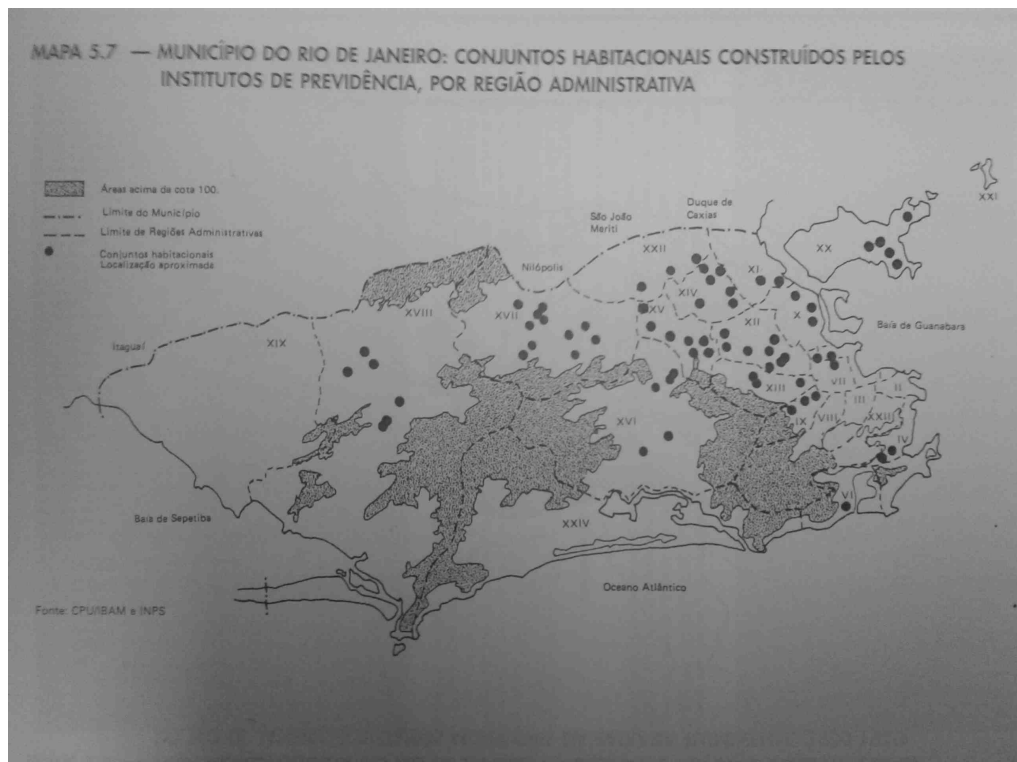 MAPA 5.7 — MUNICÍPIO DO RIO DE JANEIRO: CONJUNTOS HABITACIONAIS CONSTRUÍDOS PELOS
INSTITUTOS DE PREVIDÊNCIA, POR REGIÃO ADMINISTRATIVA
Áreas acima da cota 100.
Limite do Município
Limite de Regiões Administrativas
Conjuntos habitacionais
Localização aproximada
XXI
Duque de
Caxias
São João
Meriti
XXII
XX
Nilópolis
XI
XIV
XVIII
XVII
XV
X
XII
Baía de Guanabara
Itaguaí
XIX
XIII
VII
II
III
XVI
IX
VIII
XXIII
IV
VI
Baía de Sepetiba
XXIV
Oceano Atlântico
Fonte: CPU/IBAM e INPS